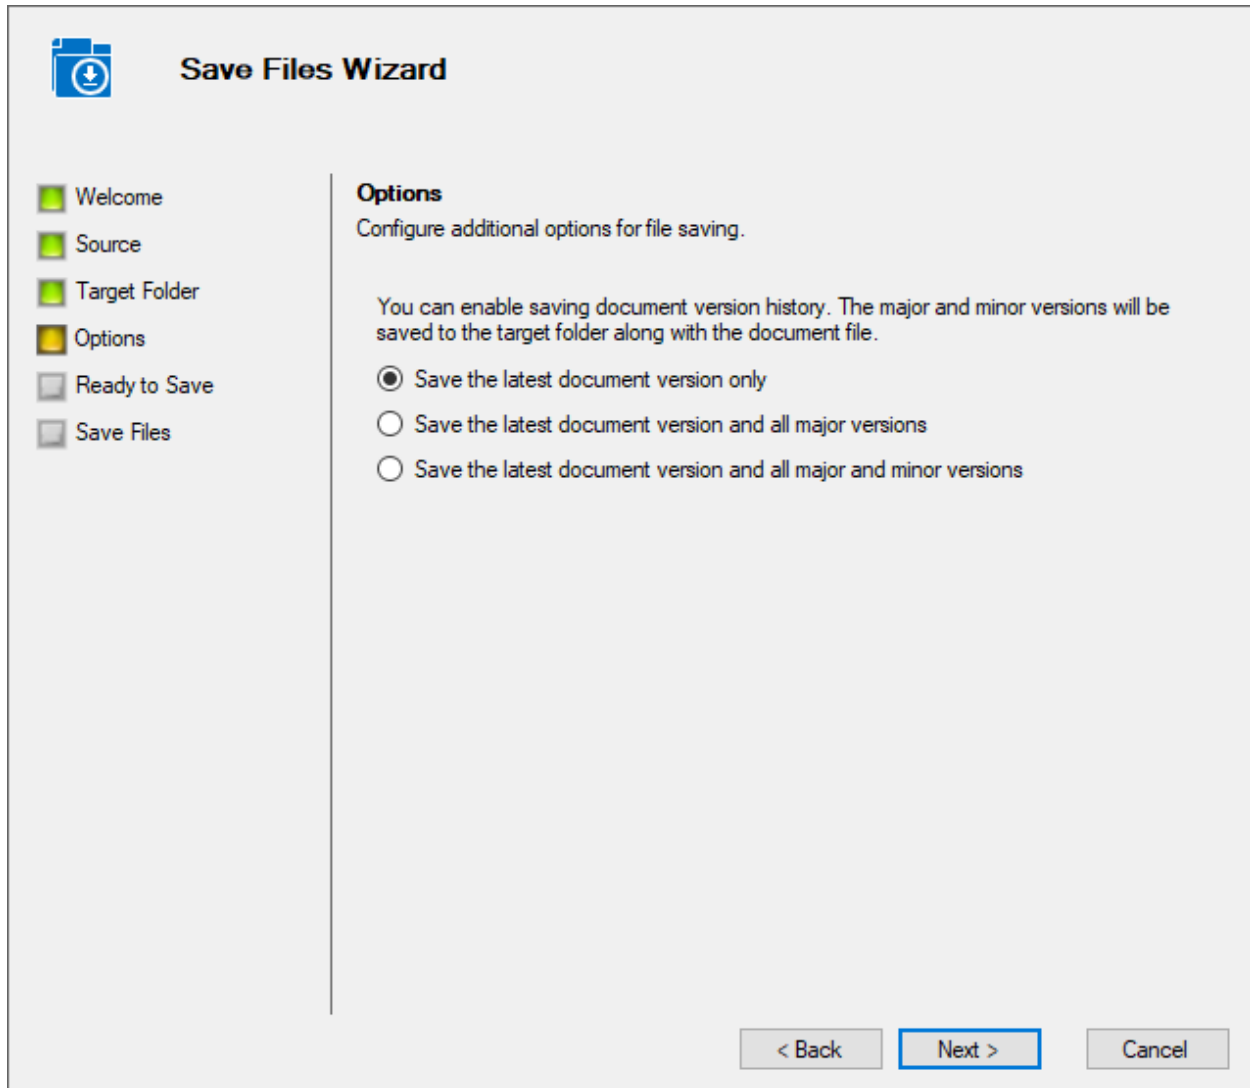 Save Files Wizard
Welcome
Source
Target Folder
Options
Ready to Save
Save Files
Options
Configure additional options for file saving.
You can enable saving document version history. The major and minor versions will be
saved to the target folder along with the document file.
Save the latest document version only
Save the latest document version and all major versions
Save the latest document version and all major and minor versions
< Back
Next >
Cancel